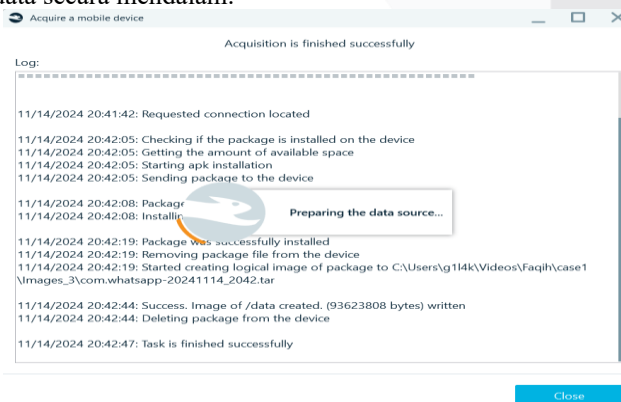 data secara mendalam.
Acquire a mobile device
Acquisition is finished successfully
Log:
11/14/2024 20:41:42: Requested connection located
11/14/2024 20:42:05: Checking if the package is installed on the device
11/14/2024 20:42:05: Getting the amount of available space
11/14/2024 20:42:05: Starting apk installation
11/14/2024 20:42:05: Sending package to the device
11/14/2024 20:42:08:
11/14/2024 20:42:08:
Preparing the data source...
11/14/2024 20:42:19: Package was successfully installed
11/14/2024 20:42:19: Removing package file from the device
11/14/2024 20:42:19: Started creating logical image of package to C:\Users\g1l4k\Videos\Faqih\case1
\Images_3\com.whatsapp-20241114_2042.tar
11/14/2024 20:42:44: Success. Image of /data created. (93623808 bytes) written
11/14/2024 20:42:44: Deleting package from the device
11/14/2024 20:42:47: Task is finished successfully
Close